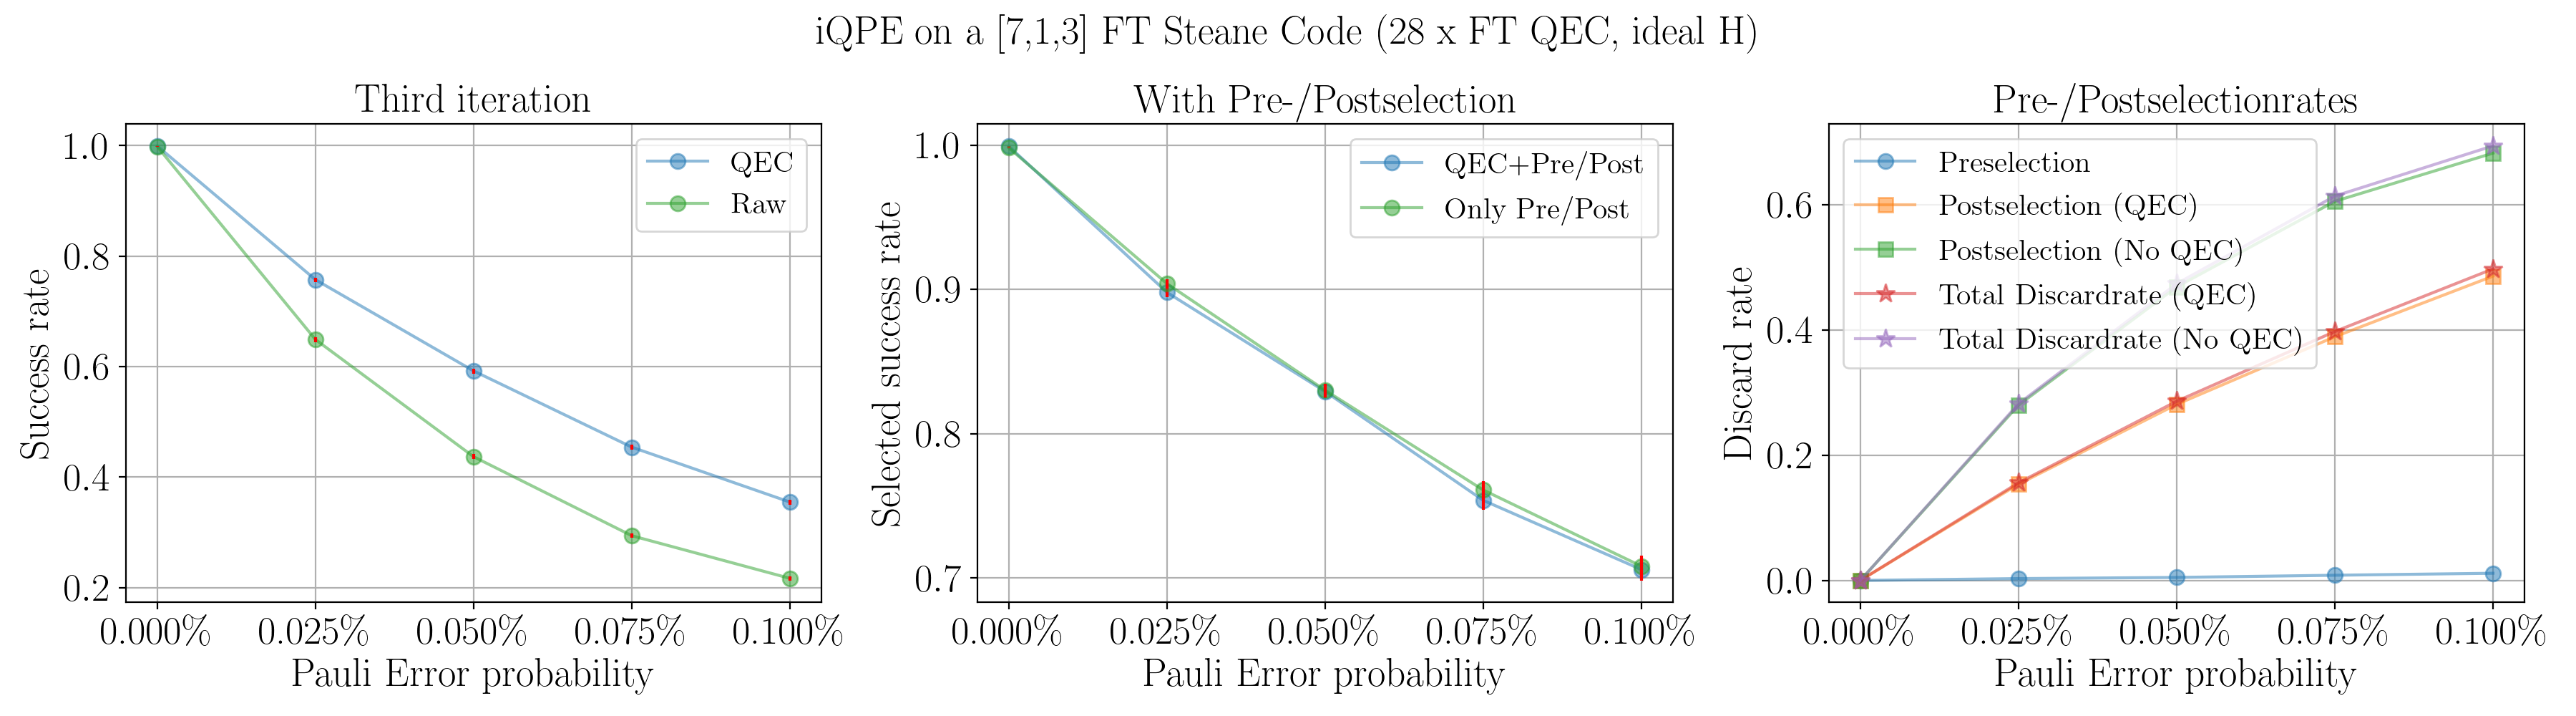 iQPE on a [7,1,3] FT Steane Code (28 x FT QEC, ideal H)
Third iteration
1.0
0.8
0.6
0.4
0.2
Success rate
QEC
Raw
0.000% 0.025% 0.050% 0.075% 0.100%
Pauli Error probability
With Pre-/Postselection
1.0
0.9
0.8
0.7
Selected success rate
QEC+Pre/Post
Only Pre/Post
0.000% 0.025% 0.050% 0.075% 0.100%
Pauli Error probability
Pre-/Postselectionrates
0.6
0.4
0.2
0.0
Discard rate
Preselection
Postselection (QEC)
Postselection (No QEC)
Total Discardrate (QEC)
Total Discardrate (No QEC)
0.000% 0.025% 0.050% 0.075% 0.100%
Pauli Error probability